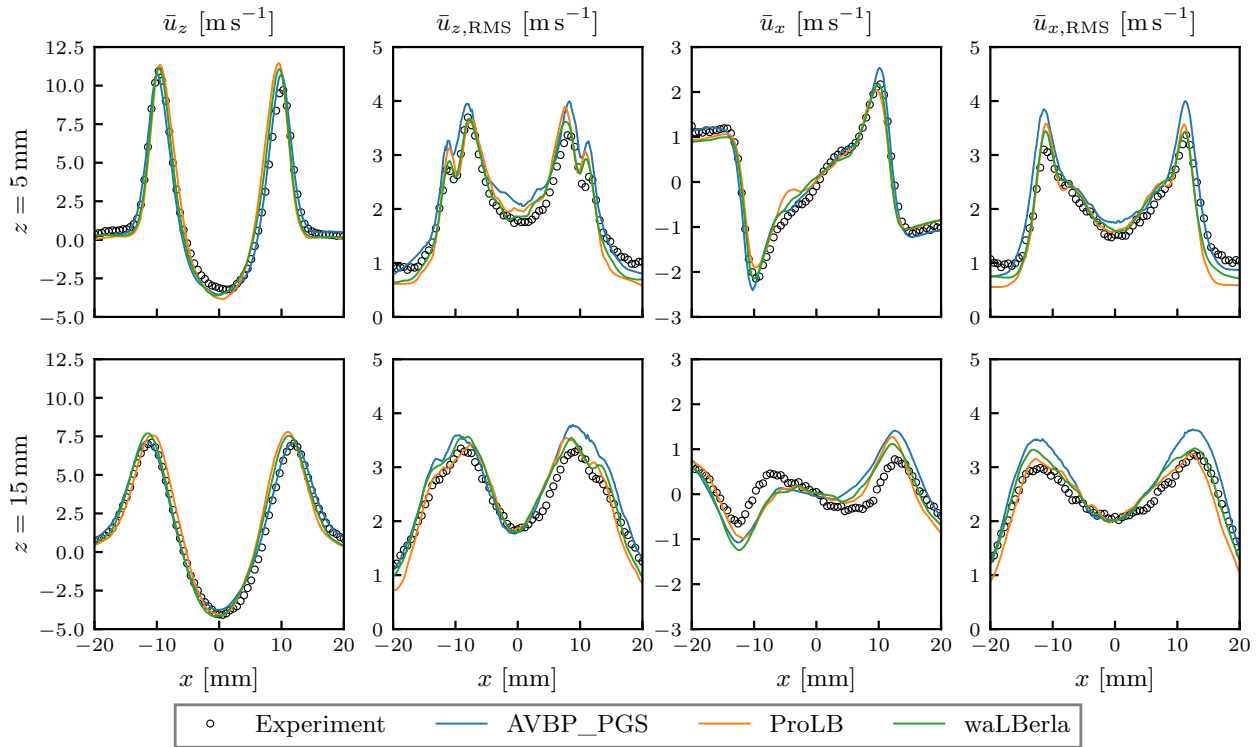 ūz [m s−1] ūz,RMS [m s−1] ūx [m s−1] ūx,RMS [m s−1]
z = 5 mm
12.5 10.0 7.5 5.0 2.5 0.0 −2.5 −5.0
5 4 3 2 1 0
3 2 1 0 −1 −2 −3
5 4 3 2 1 0
z = 15 mm
12.5 10.0 7.5 5.0 2.5 0.0 −2.5 −5.0
5 4 3 2 1 0
3 2 1 0 −1 −2 −3
5 4 3 2 1 0
−20 −10 0 10 20 −20 −10 0 10 20 −20 −10 0 10 20 −20 −10 0 10 20
x [mm] x [mm] x [mm] x [mm]
Experiment AVBP_PGS ProLB waLBerla